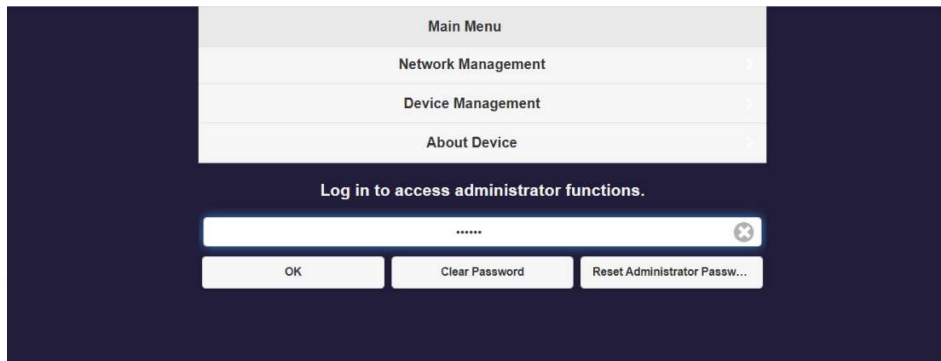 Main Menu
Network Management
Device Management
About Device
Log in to access administrator functions.
••••••
OK Clear Password Reset Administrator Passw...